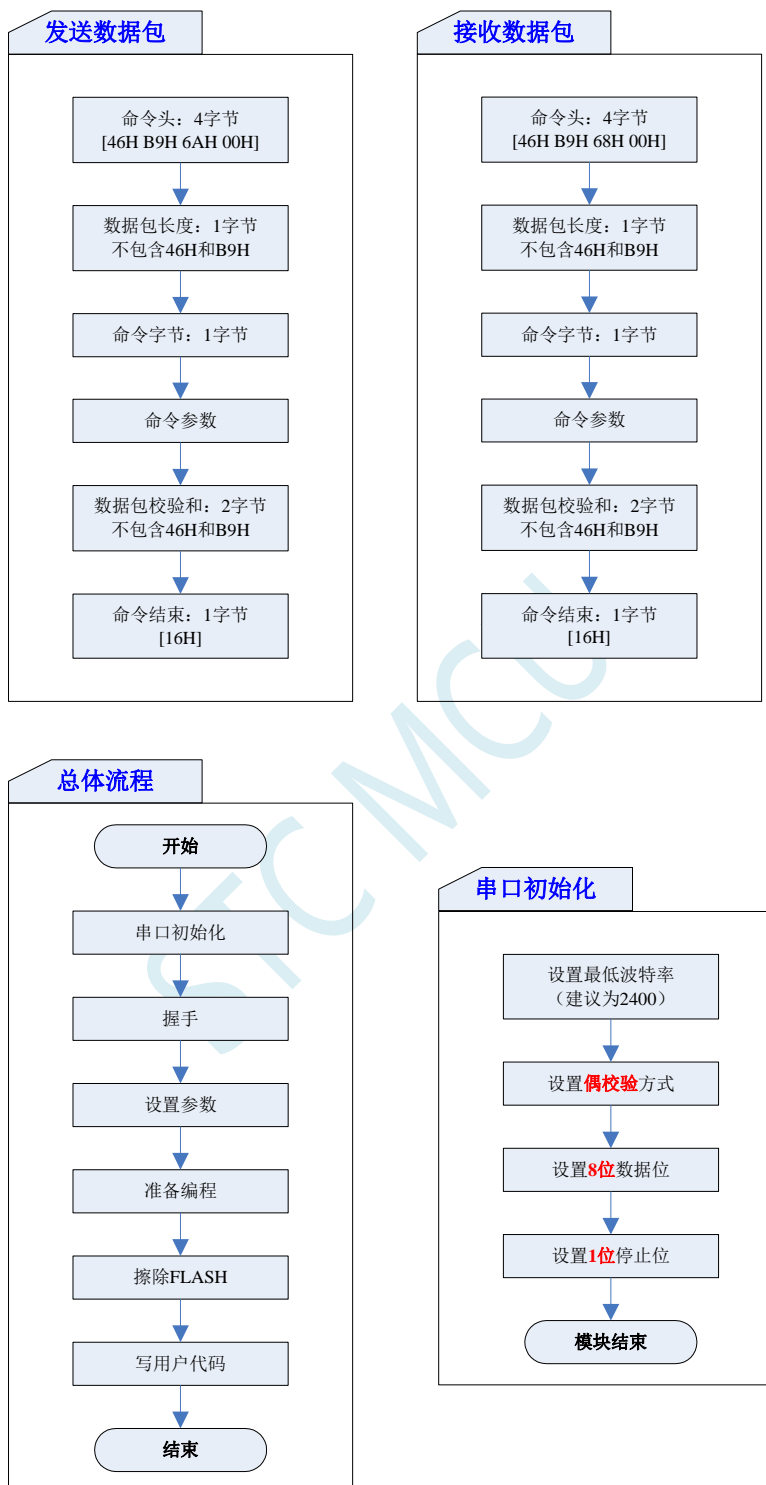 发送数据包
命令头：4字节
[46H B9H 6AH 00H]
数据包长度：1字节
不包含46H和B9H
命令字节：1字节
命令参数
数据包校验和：2字节
不包含46H和B9H
命令结束：1字节
[16H]
接收数据包
命令头：4字节
[46H B9H 68H 00H]
数据包长度：1字节
不包含46H和B9H
命令字节：1字节
命令参数
数据包校验和：2字节
不包含46H和B9H
命令结束：1字节
[16H]
总体流程
开始
串口初始化
握手
设置参数
准备编程
擦除FLASH
写用户代码
结束
串口初始化
设置最低波特率
（建议为2400）
设置偶校验方式
设置8位数据位
设置1位停止位
模块结束
STC MCU